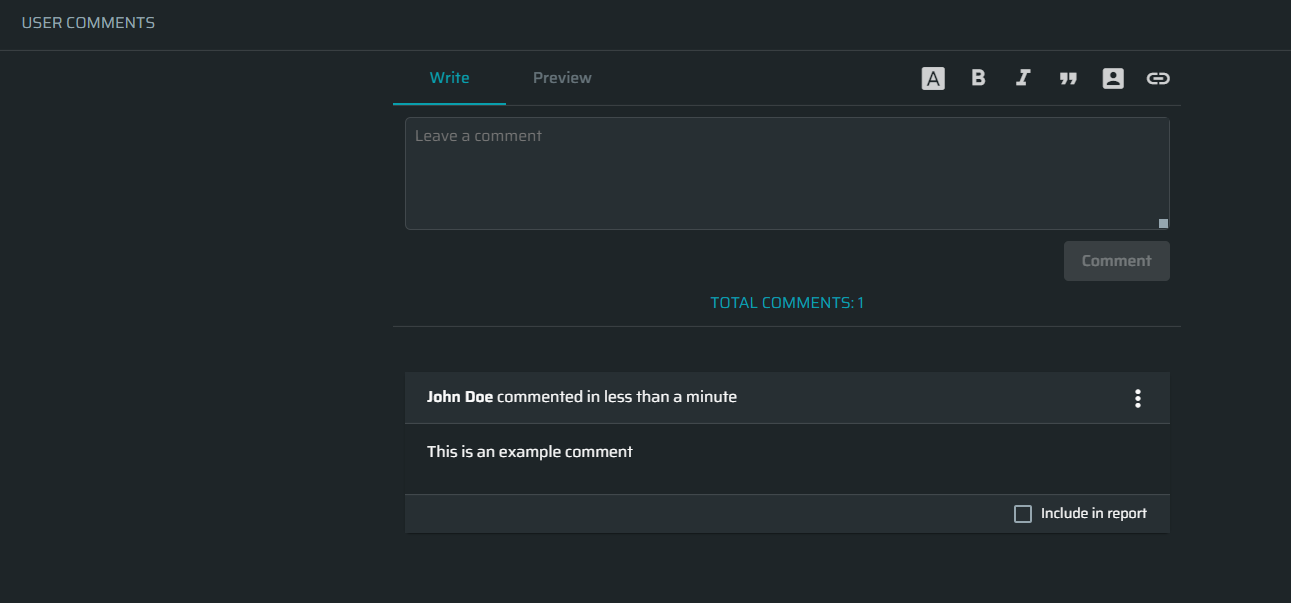 USER COMMENTS
Write Preview A B I
Leave a comment
Comment
TOTAL COMMENTS: 1
John Doe commented in less than a minute
This is an example comment
Include in report